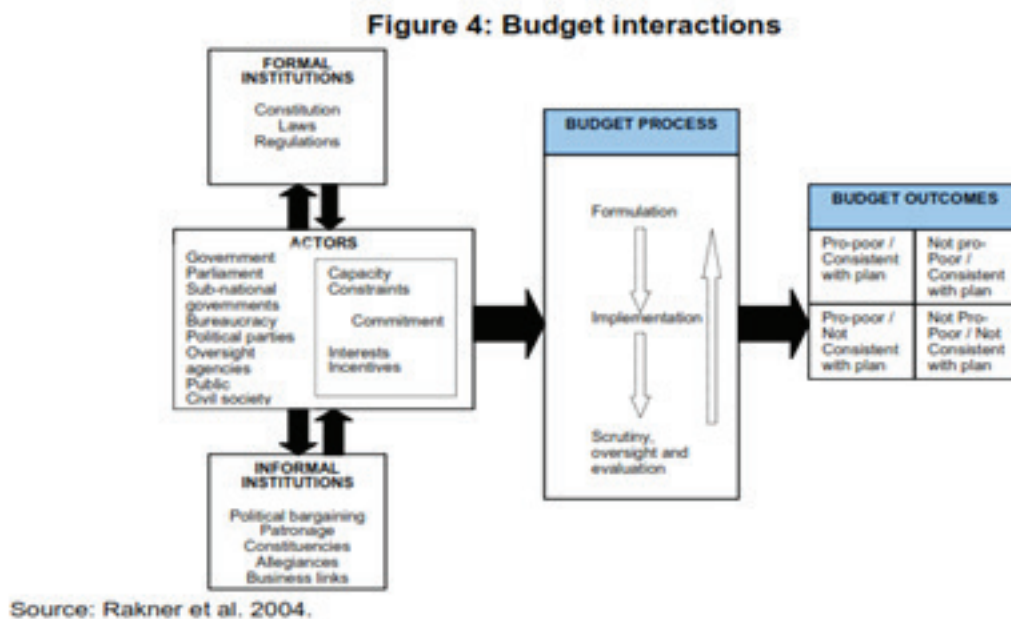 Figure 4: Budget interactions
FORMAL
INSTITUTIONS
Constitution
Laws
Regulations
ACTORS
Government
Parliament
Sub-national
governments
Bureaucracy
Political parties
Oversight
agencies
Public
Civil society
Capacity
Constraints
Commitment
Interests
Incentives
INFORMAL
INSTITUTIONS
Political bargaining
Patronage
Constituencies
Allegiances
Business links
BUDGET PROCESS
Formulation
Implementation
Scrutiny,
oversight and
evaluation
BUDGET OUTCOMES
Pro-poor /
Consistent
with plan
Not pro-
Poor /
Consistent
with plan
Pro-poor /
Not
Consistent
with plan
Not Pro-
Poor / Not
Consistent
with plan
Source: Rakner et al. 2004.